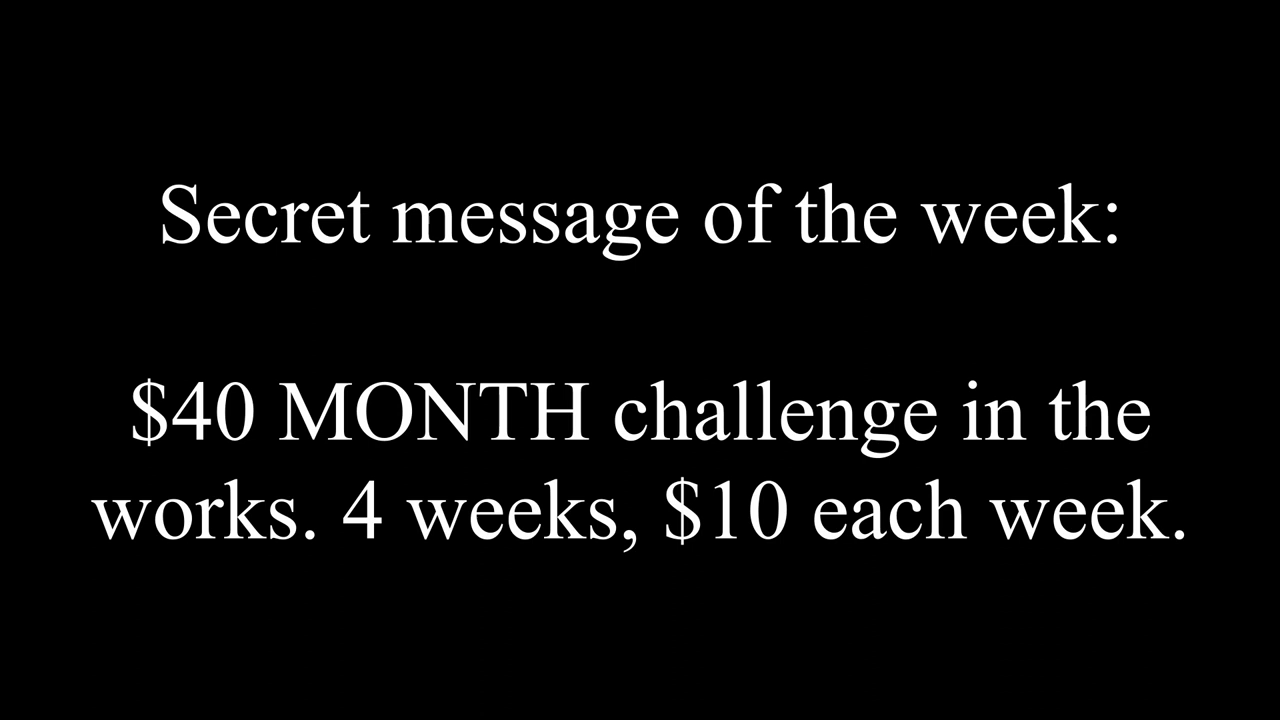 Secret message of the week:
$40 MONTH challenge in the
works. 4 weeks, $10 each week.